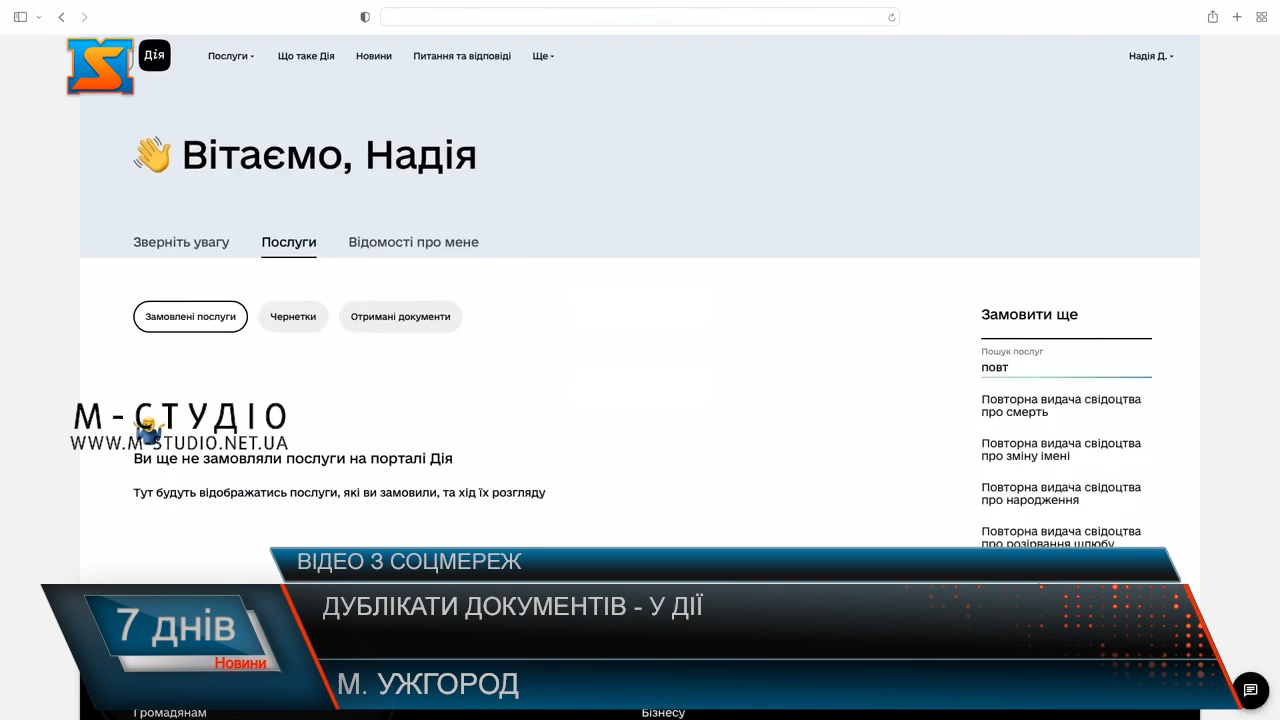 Дія
Послуги
Що таке Дія
Новини
Питання та відповіді
Ще
Надія Д.
Вітаємо, Надія
Зверніть увагу
Послуги
Відомості про мене
Замовлені послуги
Чернетки
Отримані документи
Замовити ще
Пошук послуг
повт
Повторна видача свідоцтва
про смерть
Повторна видача свідоцтва
про зміну імені
Повторна видача свідоцтва
про народження
Повторна видача свідоцтва
про розірвання шлюбу
М-СТУДІО
WWW.M-STUDIO.NET.UA
Ви ще не замовляли послуги на порталі Дія
Тут будуть відображатись послуги, які ви замовили, та хід їх розгляду
ВІДЕО З СОЦМЕРЕЖ
ДУБЛІКАТИ ДОКУМЕНТІВ - У ДІЇ
7 днів
Новини
М. УЖГОРОД
Громадянам
Бізнесу